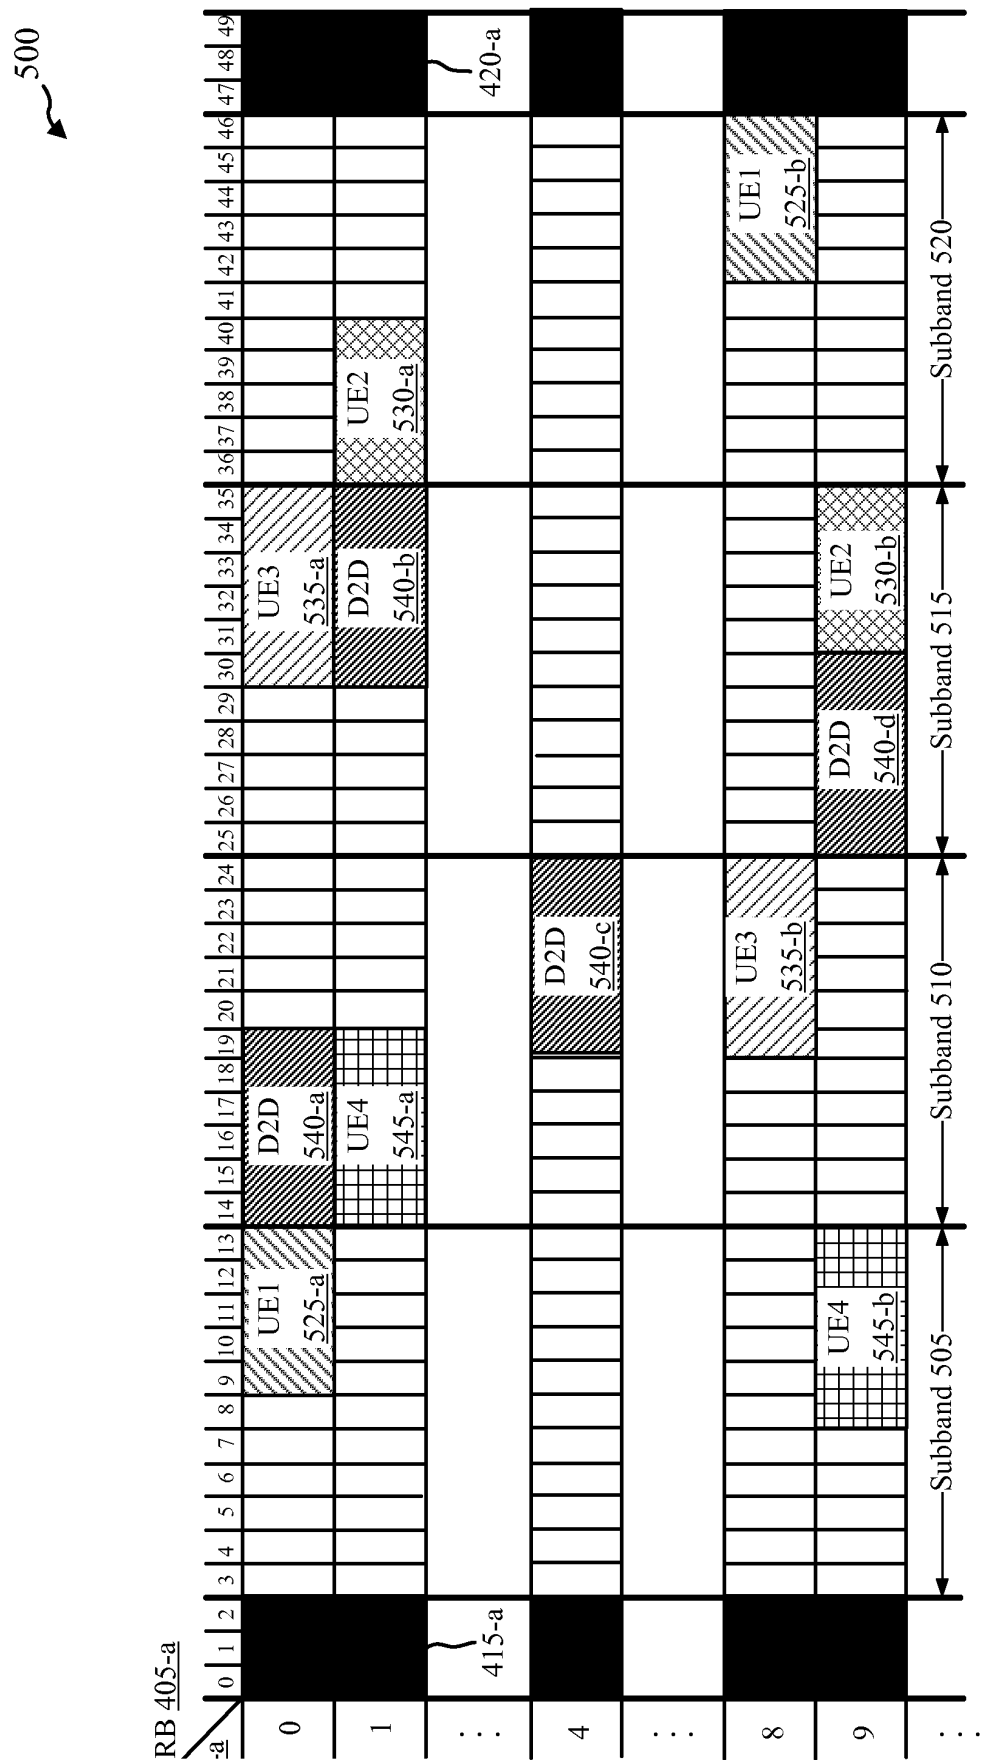 500
RB 405-a
-a
0 1 2 3 4 5 6 7 8 9 10 11 12 13 14 15 16 17 18 19 20 21 22 23 24 25 26 27 28 29 30 31 32 33 34 35 36 37 38 39 40 41 42 43 44 45 46 47 48 49
0
UE1
525-a
D2D
540-a
UE3
535-a
1
UE4
545-a
D2D
540-b
UE2
530-a
. . .
415-a
420-a
4
D2D
540-c
. . .
8
UE3
535-b
UE1
525-b
9
UE4
545-b
D2D
540-d
UE2
530-b
. . .
Subband 505
Subband 510
Subband 515
Subband 520